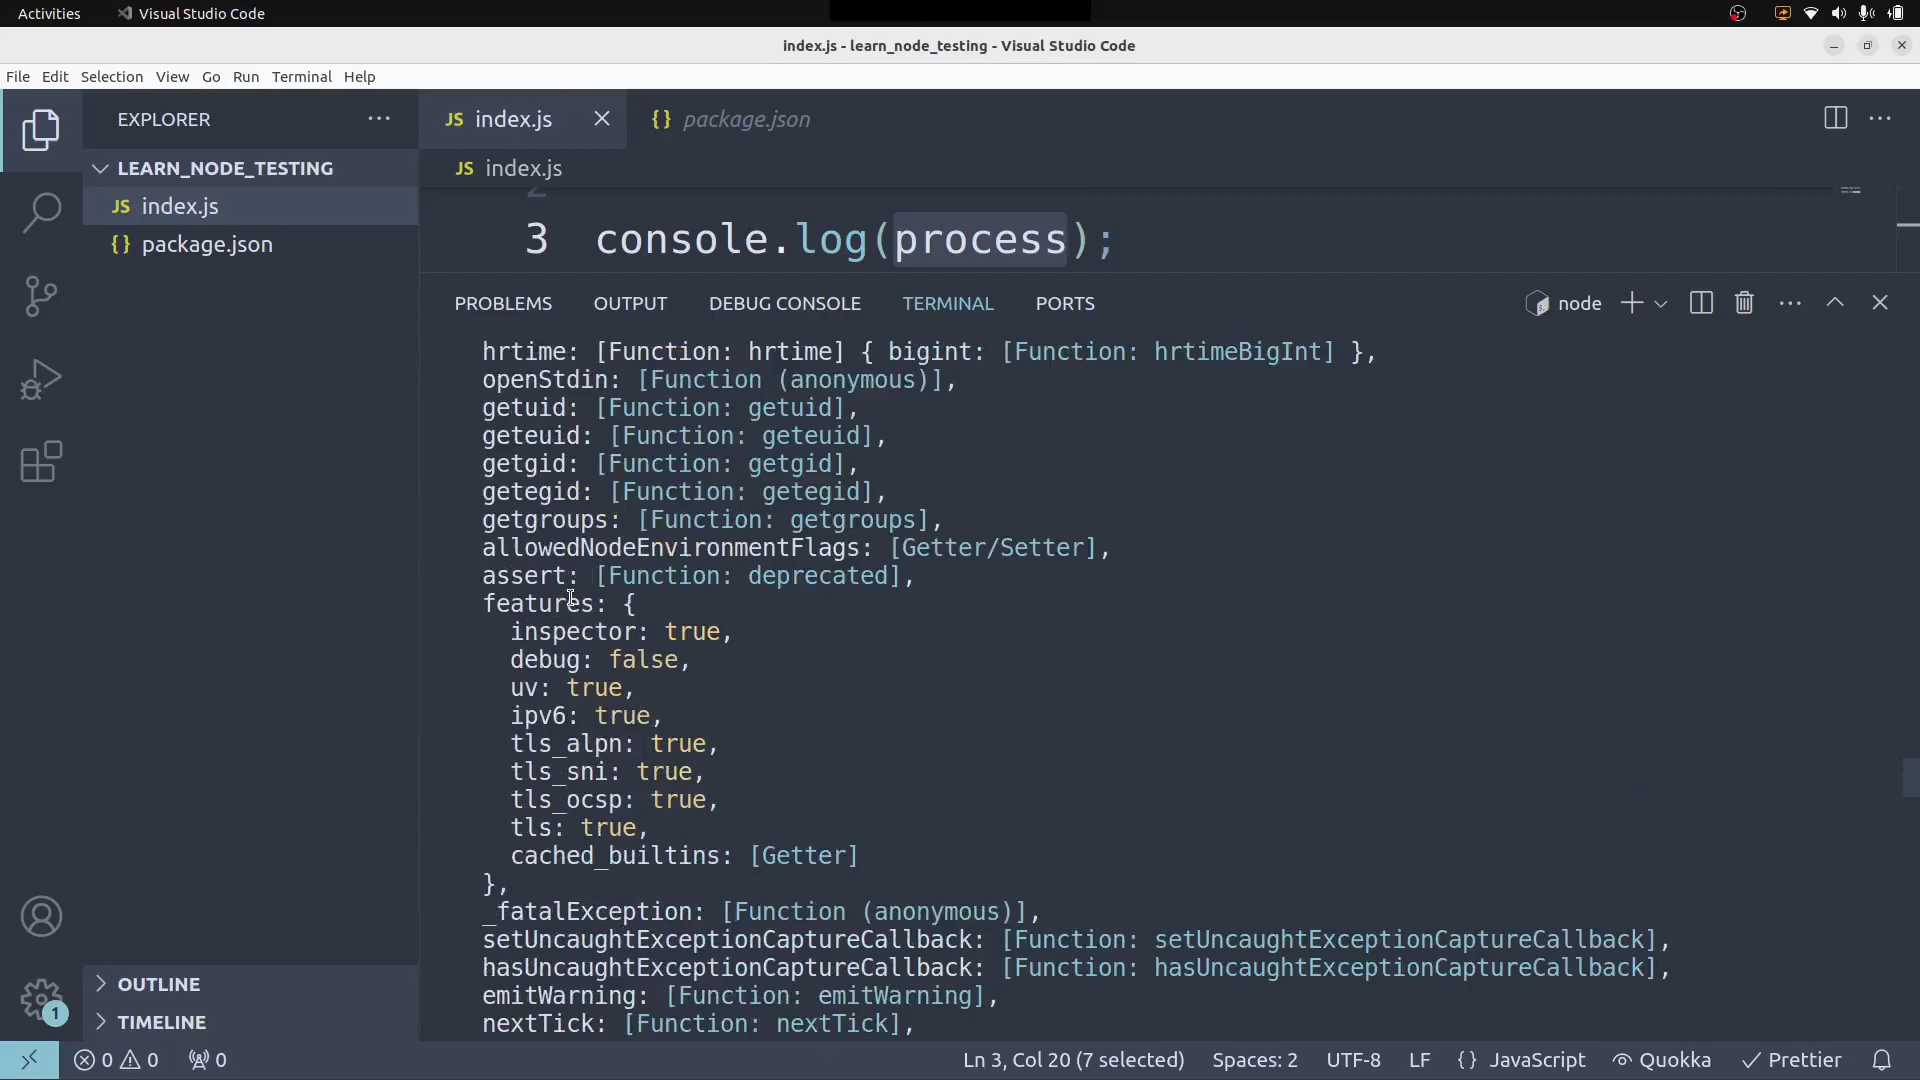 Activities Visual Studio Code
index.js - learn_node_testing - Visual Studio Code
File Edit Selection View Go Run Terminal Help
EXPLORER
JS index.js
{} package.json
LEARN_NODE_TESTING
JS index.js
JS index.js
{} package.json
2
3 console.log(process);
PROBLEMS OUTPUT DEBUG CONSOLE TERMINAL PORTS
node
hrtime: [Function: hrtime] { bigint: [Function: hrtimeBigInt] },
openStdin: [Function (anonymous)],
getuid: [Function: getuid],
geteuid: [Function: geteuid],
getgid: [Function: getgid],
getegid: [Function: getegid],
getgroups: [Function: getgroups],
allowedNodeEnvironmentFlags: [Getter/Setter],
assert: [Function: deprecated],
features: {
inspector: true,
debug: false,
uv: true,
ipv6: true,
tls_alpn: true,
tls_sni: true,
tls_ocsp: true,
tls: true,
cached_builtins: [Getter]
},
_fatalException: [Function (anonymous)],
setUncaughtExceptionCaptureCallback: [Function: setUncaughtExceptionCaptureCallback],
hasUncaughtExceptionCaptureCallback: [Function: hasUncaughtExceptionCaptureCallback],
emitWarning: [Function: emitWarning],
nextTick: [Function: nextTick],
OUTLINE
TIMELINE
1
0 0 0 Ln 3, Col 20 (7 selected) Spaces: 2 UTF-8 LF {} JavaScript Quokka Prettier